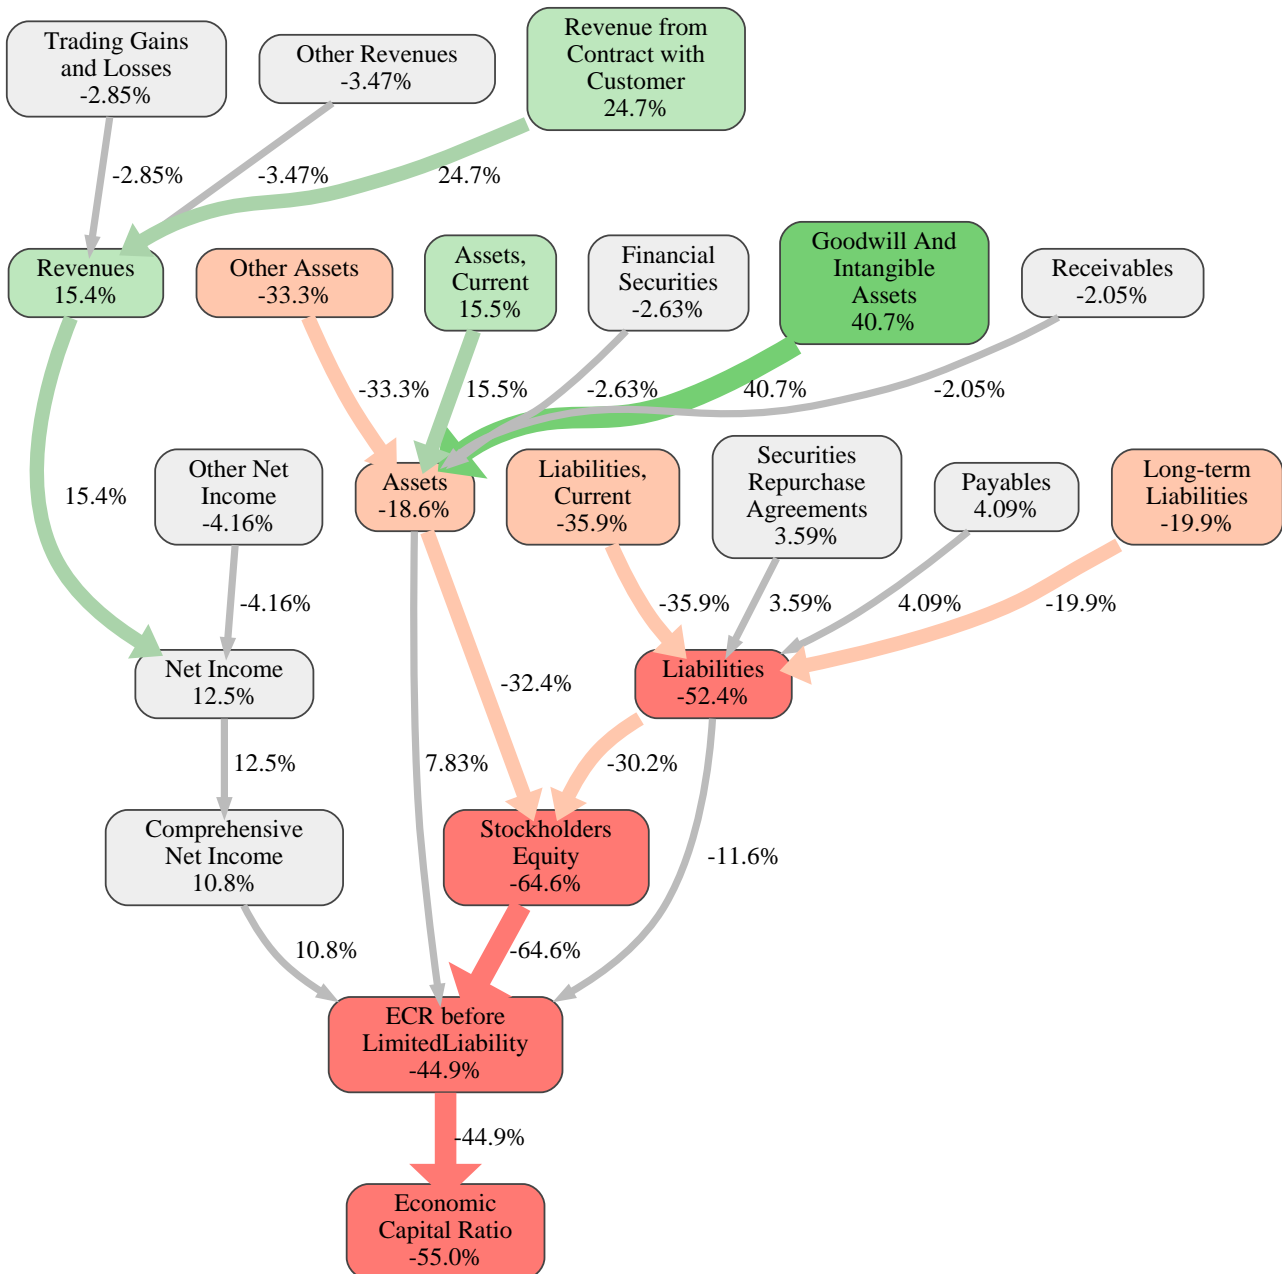 Trading Gains
and Losses
-2.85%
Other Revenues
-3.47%
Revenue from
Contract with
Customer
24.7%
-2.85%
-3.47%
24.7%
Revenues
15.4%
Other Assets
-33.3%
Assets,
Current
15.5%
Financial
Securities
-2.63%
Goodwill And
Intangible
Assets
40.7%
Receivables
-2.05%
-33.3%
15.5%
-2.63%
40.7%
-2.05%
15.4%
Other Net
Income
-4.16%
Assets
-18.6%
Liabilities,
Current
-35.9%
Securities
Repurchase
Agreements
3.59%
Payables
4.09%
Long-term
Liabilities
-19.9%
-4.16%
-35.9%
3.59%
4.09%
-19.9%
Net Income
12.5%
-32.4%
Liabilities
-52.4%
12.5%
7.83%
-30.2%
Comprehensive
Net Income
10.8%
Stockholders
Equity
-64.6%
-11.6%
10.8%
-64.6%
ECR before
LimitedLiability
-44.9%
-44.9%
Economic
Capital Ratio
-55.0%